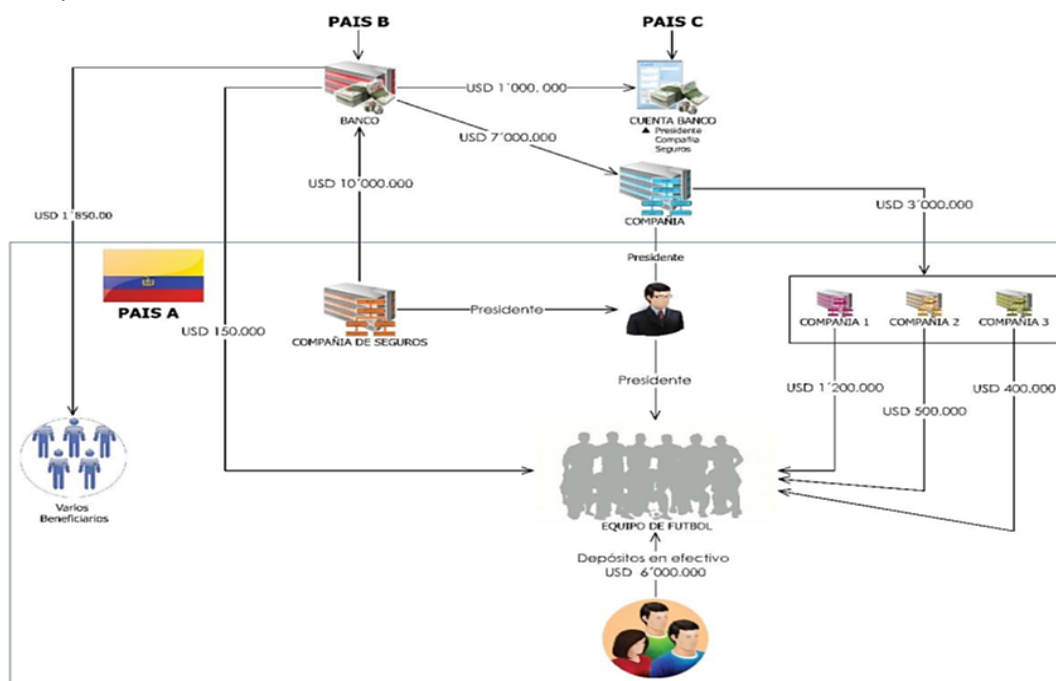 PAIS B
PAIS C
USD 1´000. 000
BANCO
CUENTA BANCO
▲ Presidente
Compañia
Seguros
USD 7´000.000
USD 10´000.000
COMPAÑIA
USD 3´000.000
USD 1´850.00
Presidente
PAIS A
COMPAÑIA 1
COMPAÑIA 2
COMPAÑIA 3
Presidente
USD 150.000
COMPAÑIA DE SEGUROS
Presidente
USD 1´200.000
USD 400.000
USD 500.000
Varios
Beneficiarios
EQUIPO DE FUTBOL
Depósitos en efectivo
USD 6´000.000